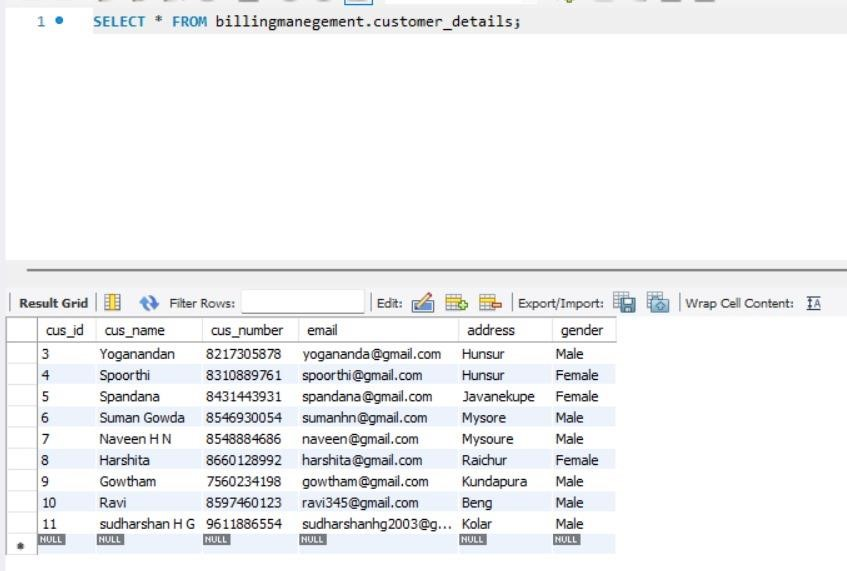 1 SELECT * FROM billingmanegement.customer_details;
Result Grid Filter Rows: Edit: Export/Import: Wrap Cell Content:
cus_id cus_name cus_number email address gender
3 Yoganandan 8217305878 yogananda@gmail.com Hunsur Male
4 Spoorthi 8310889761 spoorthi@gmail.com Hunsur Female
5 Spandana 8431443931 spandana@gmail.com Javanekupe Female
6 Suman Gowda 8546930054 sumanhn@gmail.com Mysore Male
7 Naveen H N 8548884686 naveen@gmail.com Mysoure Male
8 Harshita 8660128992 harshita@gmail.com Raichur Female
9 Gowtham 7560234198 gowtham@gmail.com Kundapura Male
10 Ravi 8597460123 ravi345@gmail.com Beng Male
11 sudharshan H G 9611886554 sudharshanhg2003@g... Kolar Male
* NULL NULL NULL NULL NULL NULL